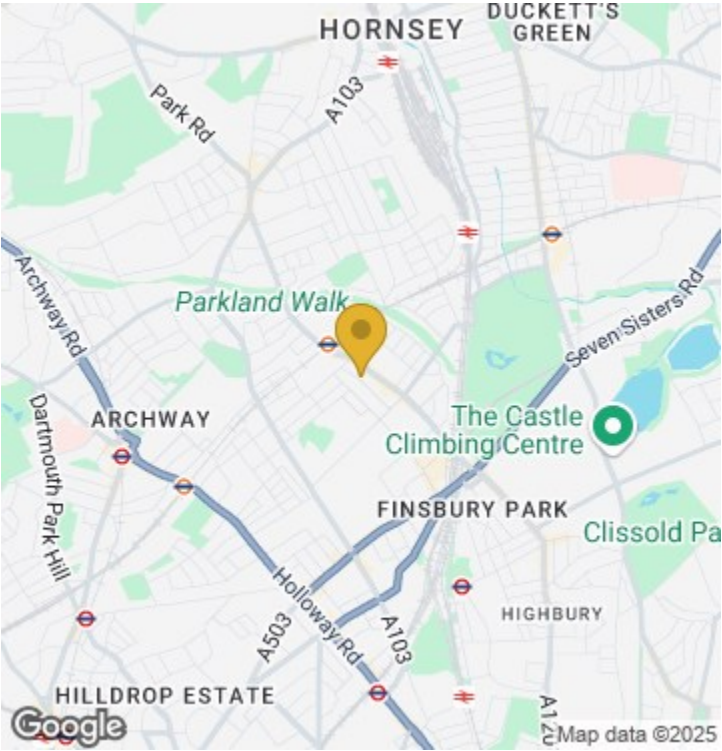 HORNSEY
DUCKETT'S
GREEN
Park Rd
A103
Archway Rd
Parkland Walk
Seven Sisters Rd
Dartmouth Park Hill
ARCHWAY
The Castle
Climbing Centre
FINSBURY PARK
Clissold Pa
Holloway Rd
A503
A103
HIGHBURY
HILLDROP ESTATE
Google
Map data ©2025